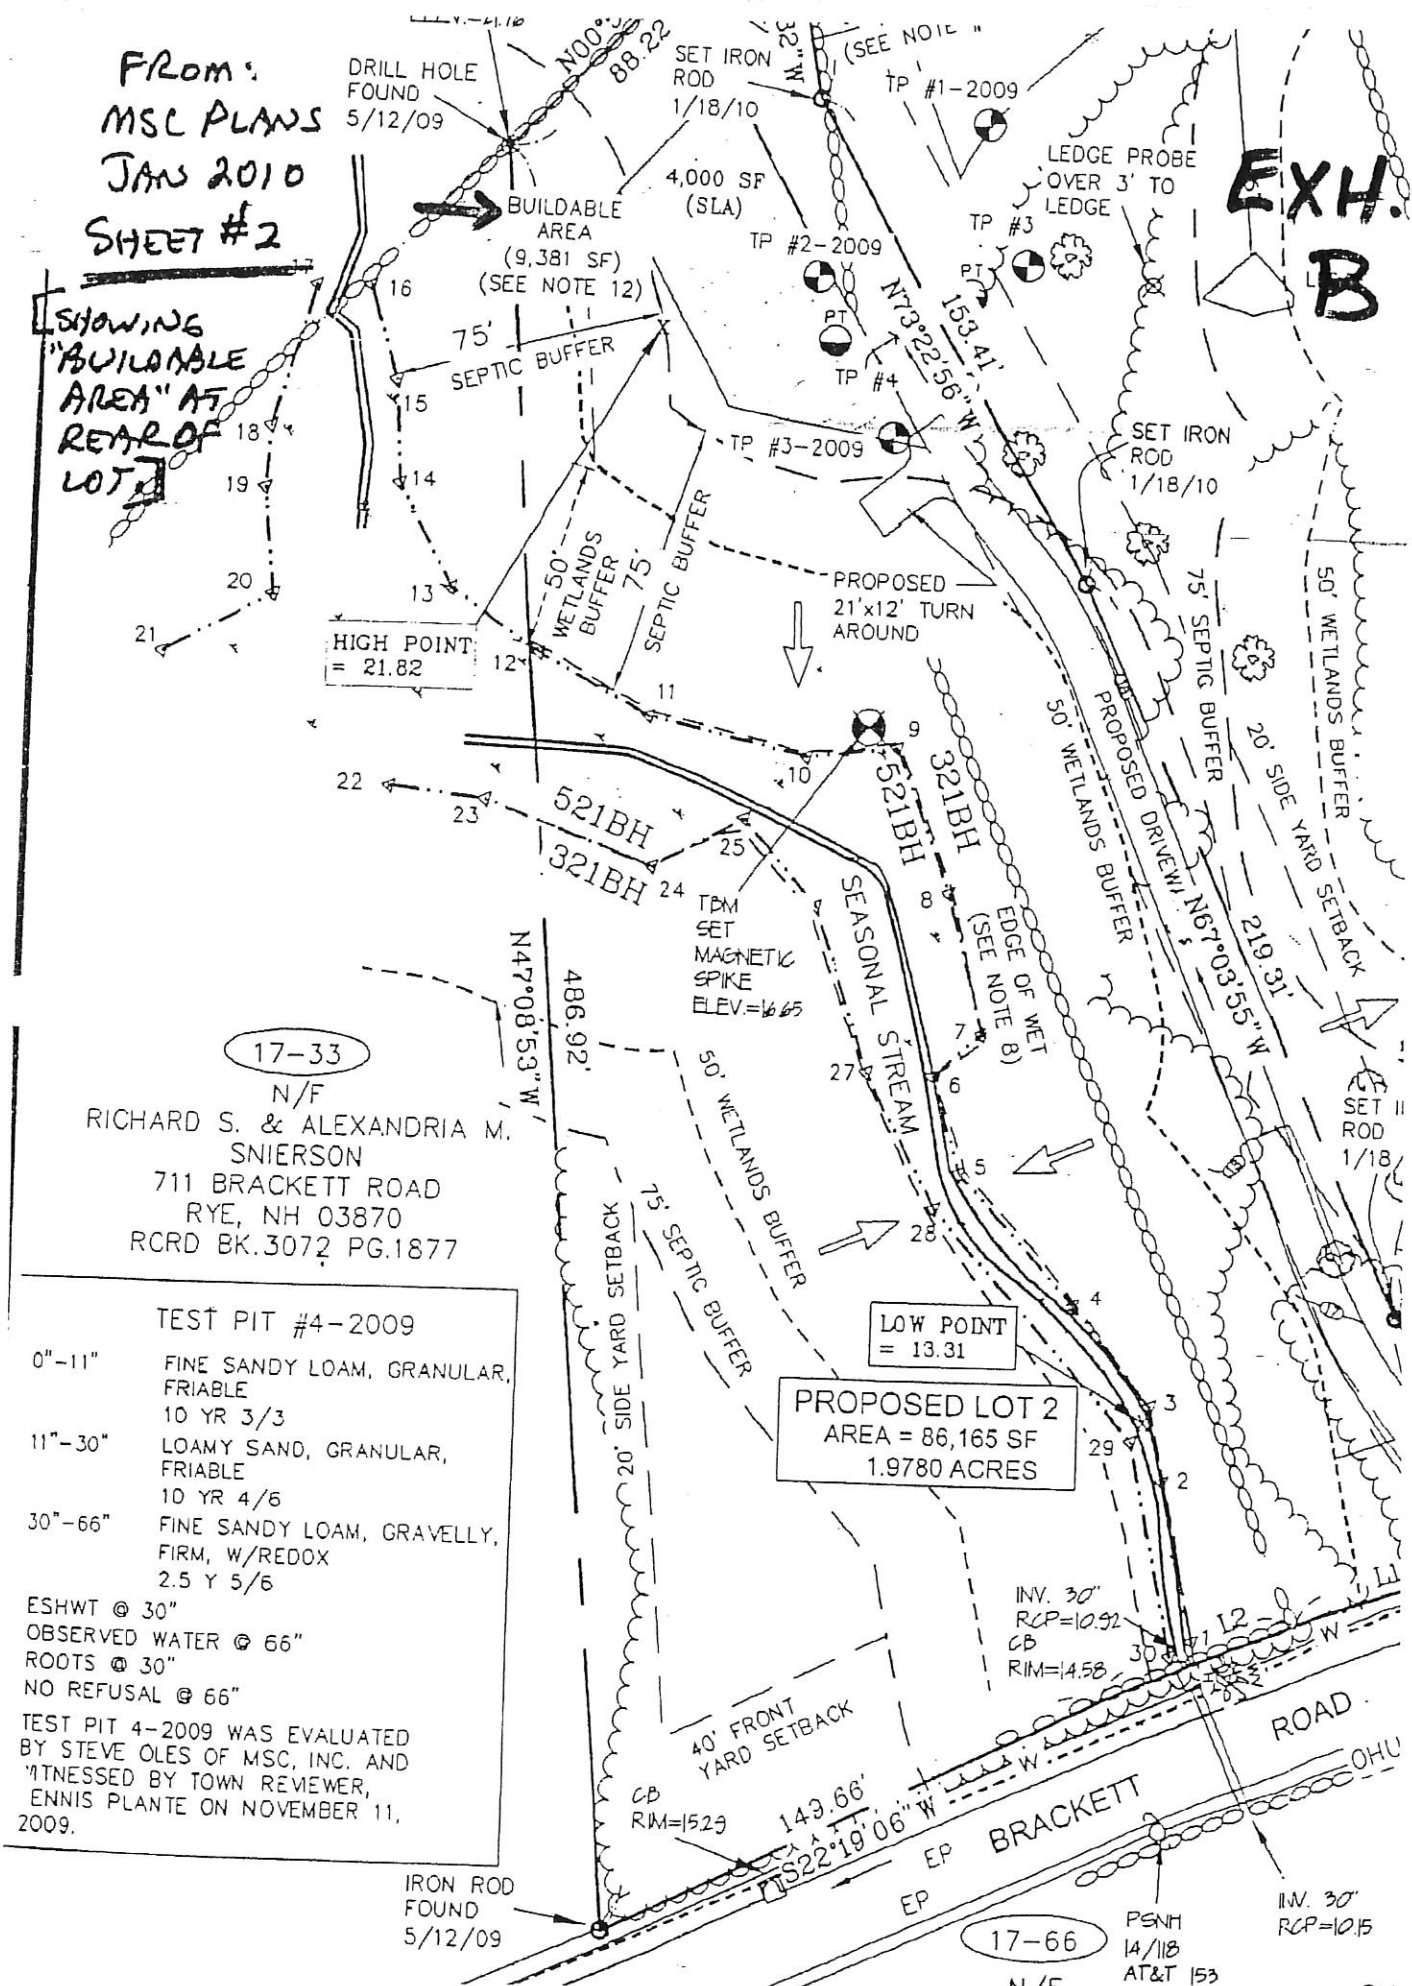 FROM:
MSC PLANS
JAN 2010
SHEET #2
[SHOWING
"BUILDABLE
AREA" AT
REAR OF
LOT.]
EXH.
B
DRILL HOLE
FOUND
5/12/09
88.22
SET IRON
ROD
1/18/10
32"W
(SEE NOTE
TP #1-2009
LEDGE PROBE
OVER 3' TO
LEDGE
4,000 SF
(SLA)
BUILDABLE
AREA
(9,381 SF)
(SEE NOTE 12)
TP #2-2009
TP #3
PT
PT
TP #4
TP #3-2009
N73°22'56"W
153.41'
SET IRON
ROD
1/18/10
75'
SEPTIC BUFFER
17
16
15
14
18
19
20
21
13
12
11
10
9
50'
WETLANDS
BUFFER
75'
SEPTIC BUFFER
PROPOSED
21'x12' TURN
AROUND
HIGH POINT
= 21.82
75' SEPTIC BUFFER
50' WETLANDS BUFFER
20' SIDE YARD SETBACK
PROPOSED DRIVEW
50' WETLANDS BUFFER
N67°03'55"W
219.31'
22
23
24
25
521BH
321BH
521BH
321BH
8
7
6
5
4
3
2
1
27
28
29
30
TBM
SET
MAGNETIC
SPIKE
ELEV.=16.65
SEASONAL STREAM
EDGE OF WET
(SEE NOTE 8)
N47°08'53"W
486.92'
50' WETLANDS BUFFER
75' SEPTIC BUFFER
20' SIDE YARD SETBACK
17-33
N/F
RICHARD S. & ALEXANDRIA M.
SNIERSON
711 BRACKETT ROAD
RYE, NH 03870
RCRD BK.3072 PG.1877
SET I
ROD
1/18/
LOW POINT
= 13.31
PROPOSED LOT 2
AREA = 86,165 SF
1.9780 ACRES
TEST PIT #4-2009
0"-11" FINE SANDY LOAM, GRANULAR,
FRIABLE
10 YR 3/3
11"-30" LOAMY SAND, GRANULAR,
FRIABLE
10 YR 4/6
30"-66" FINE SANDY LOAM, GRAVELLY,
FIRM, W/REDOX
2.5 Y 5/6
ESHWT @ 30"
OBSERVED WATER @ 66"
ROOTS @ 30"
NO REFUSAL @ 66"
TEST PIT 4-2009 WAS EVALUATED
BY STEVE OLES OF MSC, INC. AND
ITNESSED BY TOWN REVIEWER,
ENNIS PLANTE ON NOVEMBER 11,
2009.
INV. 30"
RCP=10.92
CB
RIM=14.58
L2
E
W
W
W
40' FRONT
YARD SETBACK
CB
RIM=15.29
149.66'
S22°19'06"W
BRACKETT
ROAD
OHU
EP
EP
IRON ROD
FOUND
5/12/09
17-66
N/F
PSNH
14/118
AT&T 153
INV. 30"
RCP=10.15